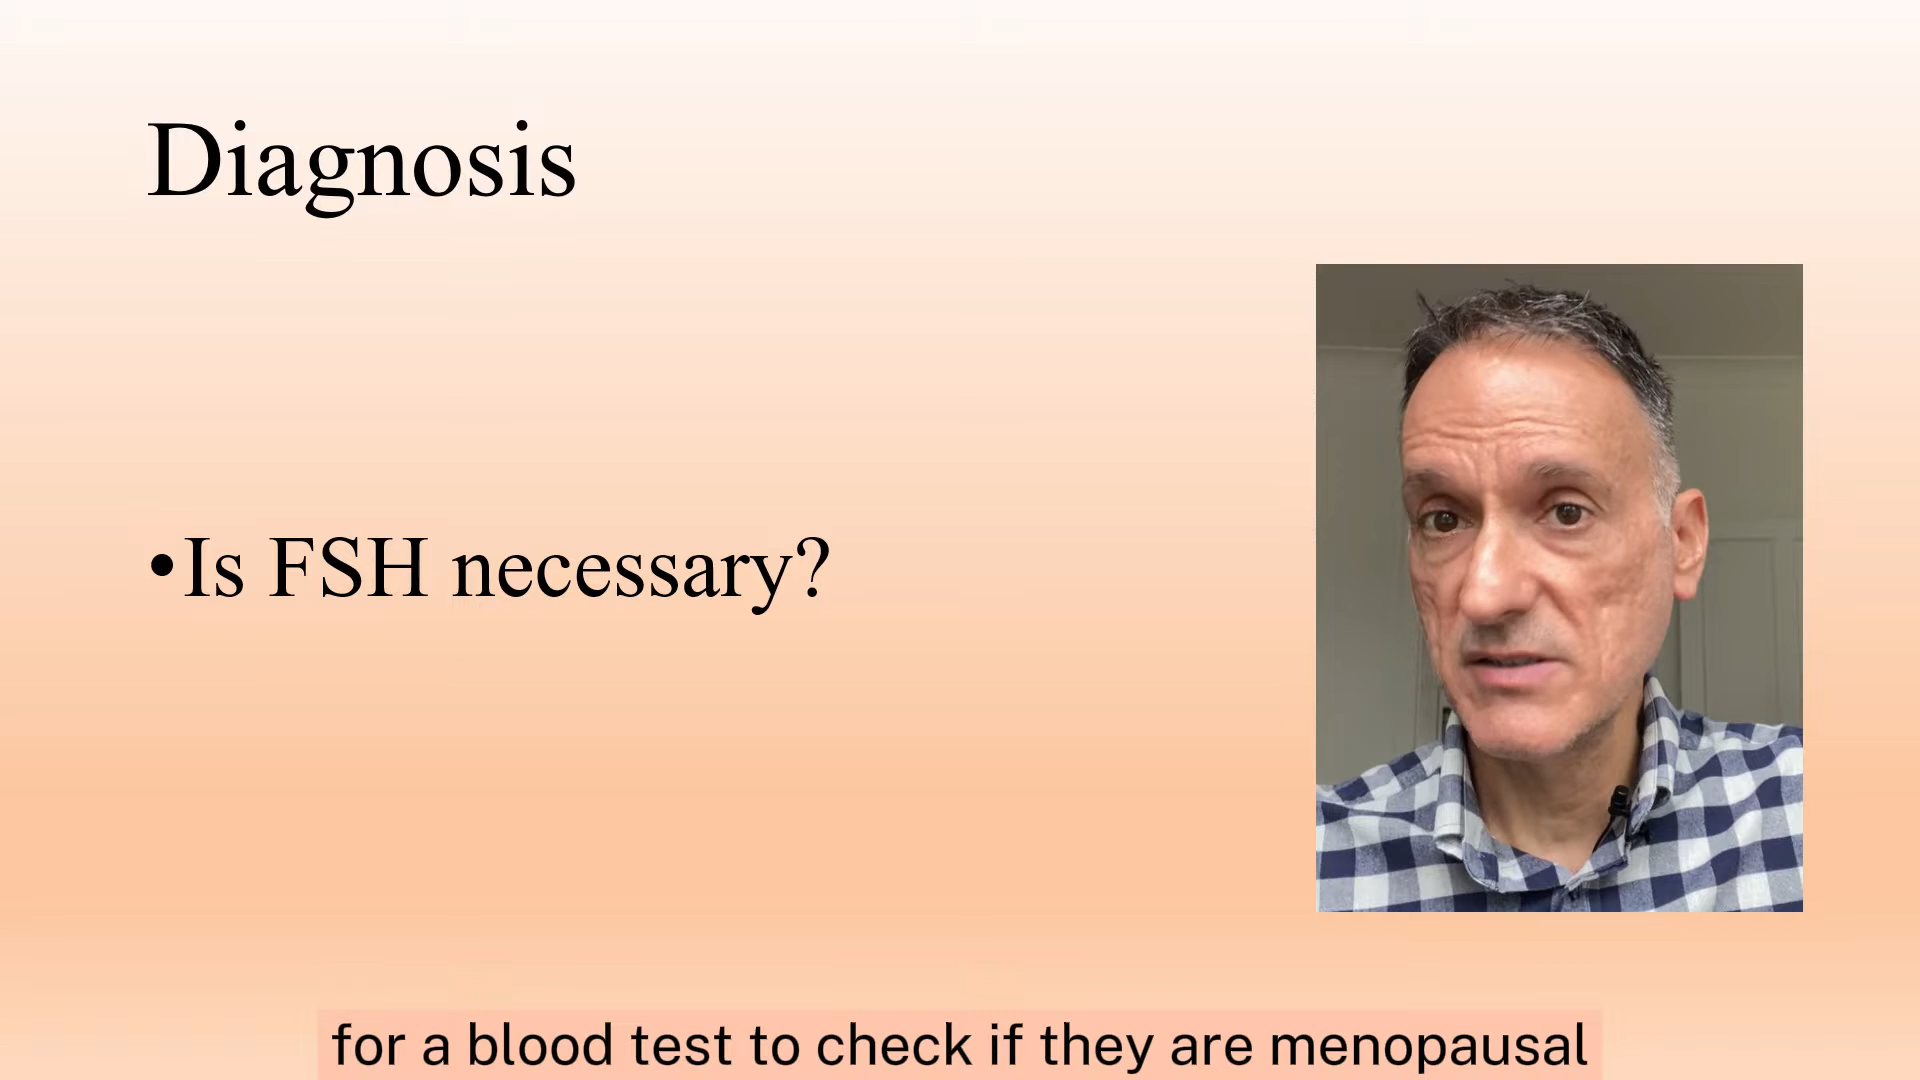 Diagnosis
•Is FSH necessary?
for a blood test to check if they are menopausal